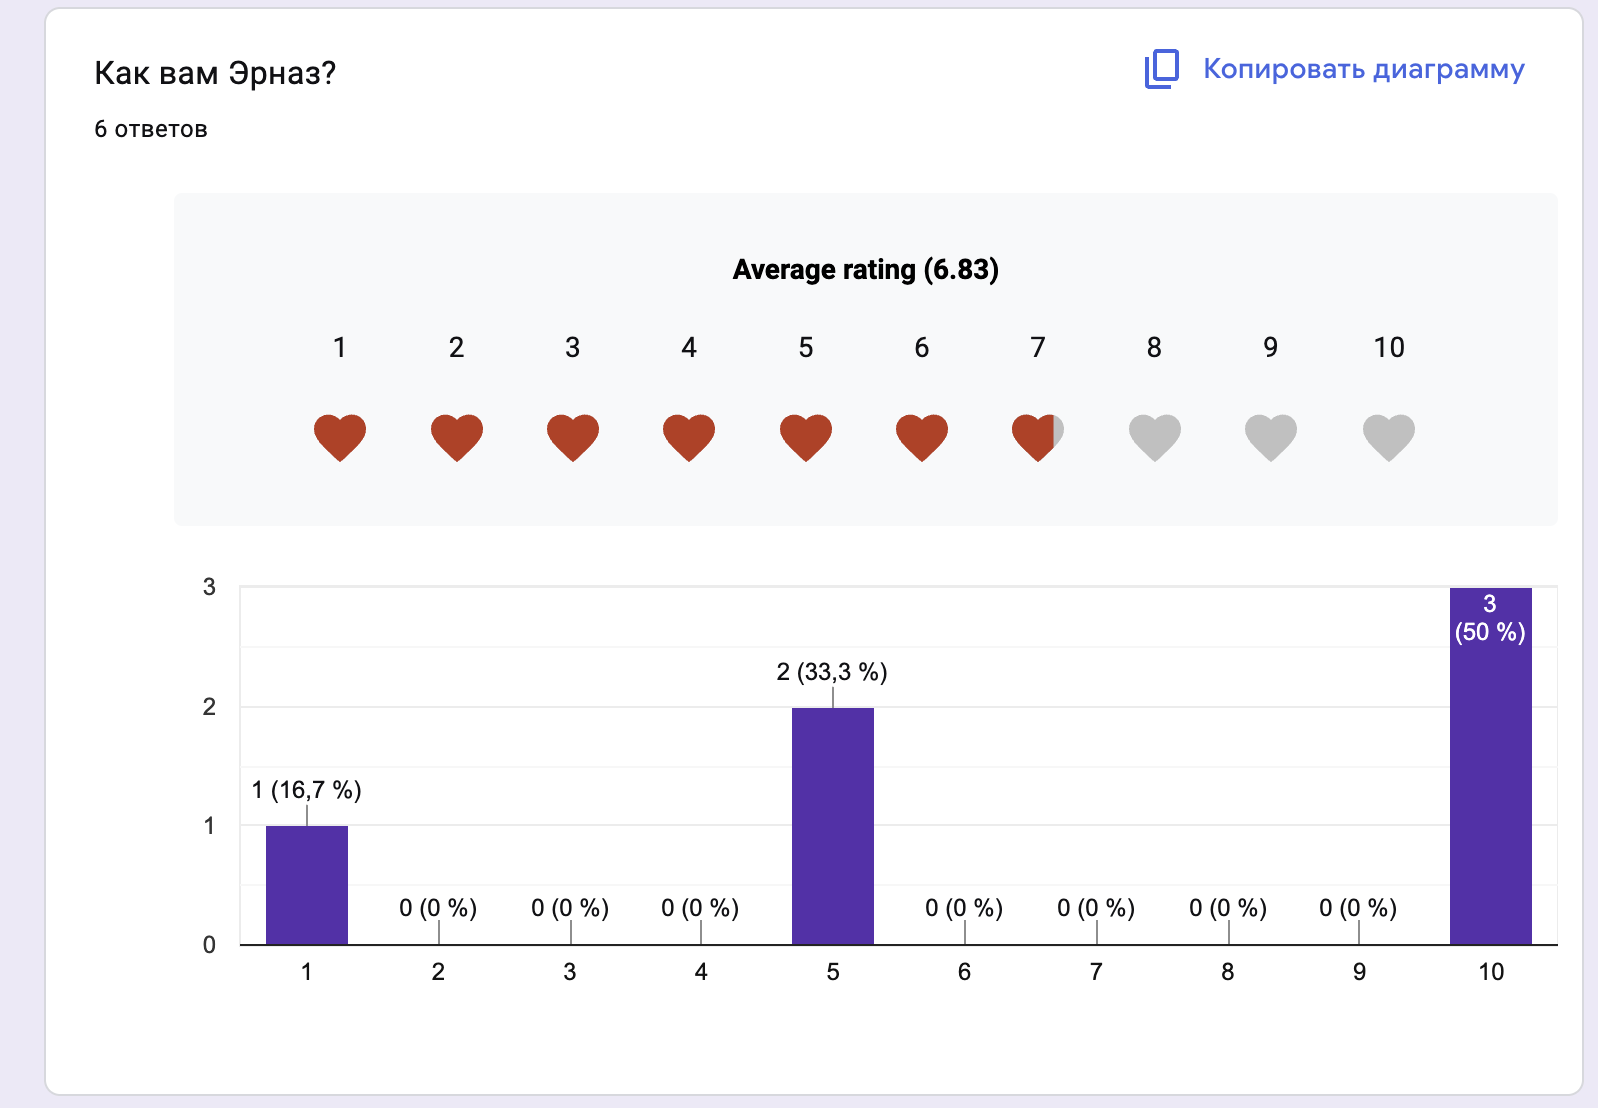 Как вам Эрназ?
Копировать диаграмму
6 ответов
Average rating (6.83)
1 2 3 4 5 6 7 8 9 10
3
3
(50 %)
2 (33,3 %)
2
1 (16,7 %)
1
0 (0 %) 0 (0 %) 0 (0 %) 0 (0 %) 0 (0 %) 0 (0 %) 0 (0 %)
0
1 2 3 4 5 6 7 8 9 10